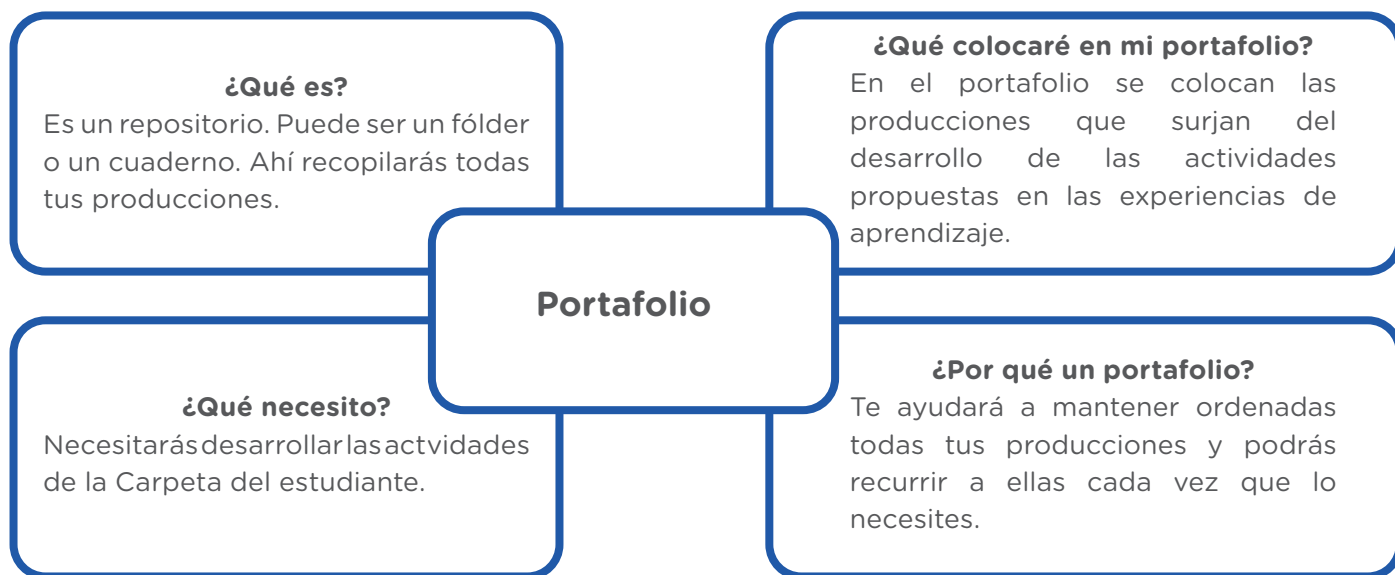 ¿Qué es?
Es un repositorio. Puede ser un fólder
o un cuaderno. Ahí recopilarás todas
tus producciones.
¿Qué colocaré en mi portafolio?
En el portafolio se colocan las
producciones que surjan del
desarrollo de las actividades
propuestas en las experiencias de
aprendizaje.
Portafolio
¿Qué necesito?
Necesitarás desarrollar las actvidades
de la Carpeta del estudiante.
¿Por qué un portafolio?
Te ayudará a mantener ordenadas
todas tus producciones y podrás
recurrir a ellas cada vez que lo
necesites.